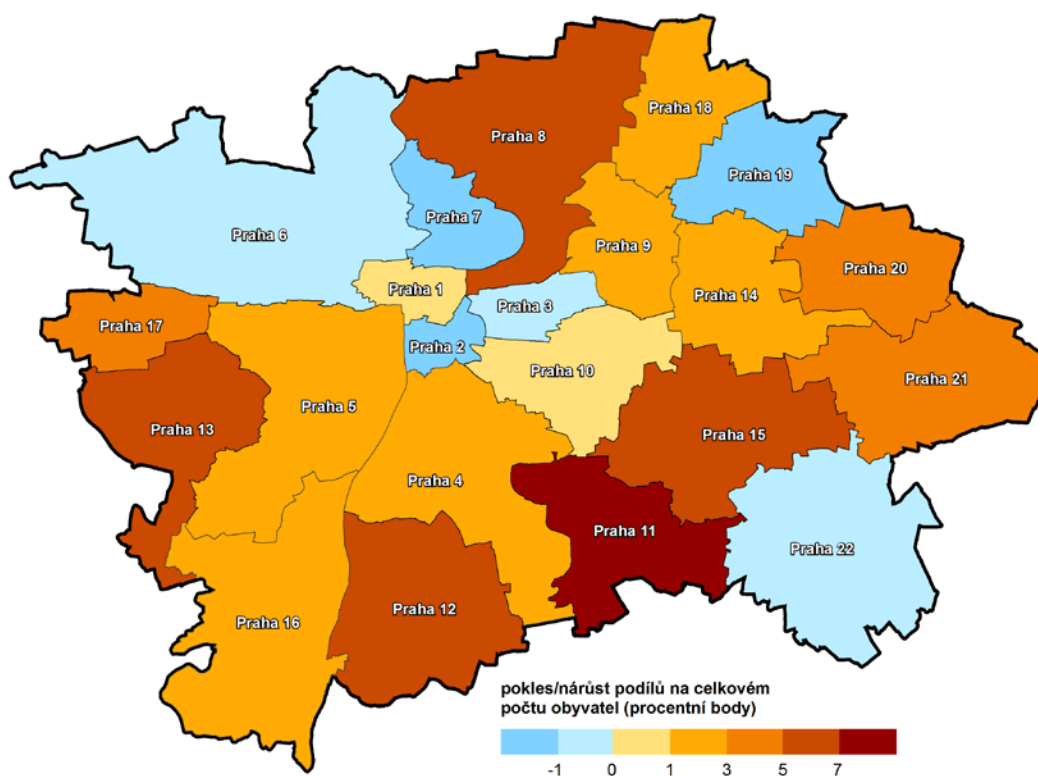 Praha 18
Praha 8
Praha 19
Praha 7
Praha 6
Praha 9
Praha 20
Praha 1
Praha 14
Praha 3
Praha 17
Praha 2
Praha 10
Praha 21
Praha 5
Praha 13
Praha 15
Praha 4
Praha 11
Praha 22
Praha 12
Praha 16
pokles/nárůst podílů na celkovém
počtu obyvatel (procentní body)
-1 0 1 3 5 7